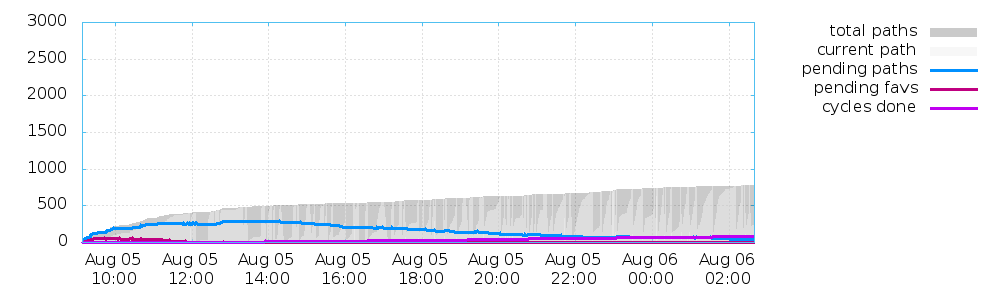 3000
2500
2000
1500
1000
500
0
Aug 05 10:00
Aug 05 12:00
Aug 05 14:00
Aug 05 16:00
Aug 05 18:00
Aug 05 20:00
Aug 05 22:00
Aug 06 00:00
Aug 06 02:00
total paths
current path
pending paths
pending favs
cycles done